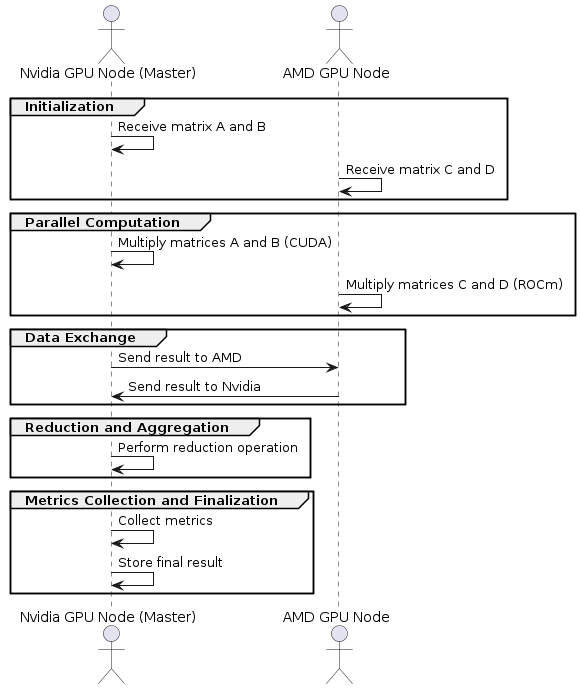 Nvidia GPU Node (Master)
AMD GPU Node
Initialization
Receive matrix A and B
Receive matrix C and D
Parallel Computation
Multiply matrices A and B (CUDA)
Multiply matrices C and D (ROCm)
Data Exchange
Send result to AMD
Send result to Nvidia
Reduction and Aggregation
Perform reduction operation
Metrics Collection and Finalization
Collect metrics
Store final result
Nvidia GPU Node (Master)
AMD GPU Node